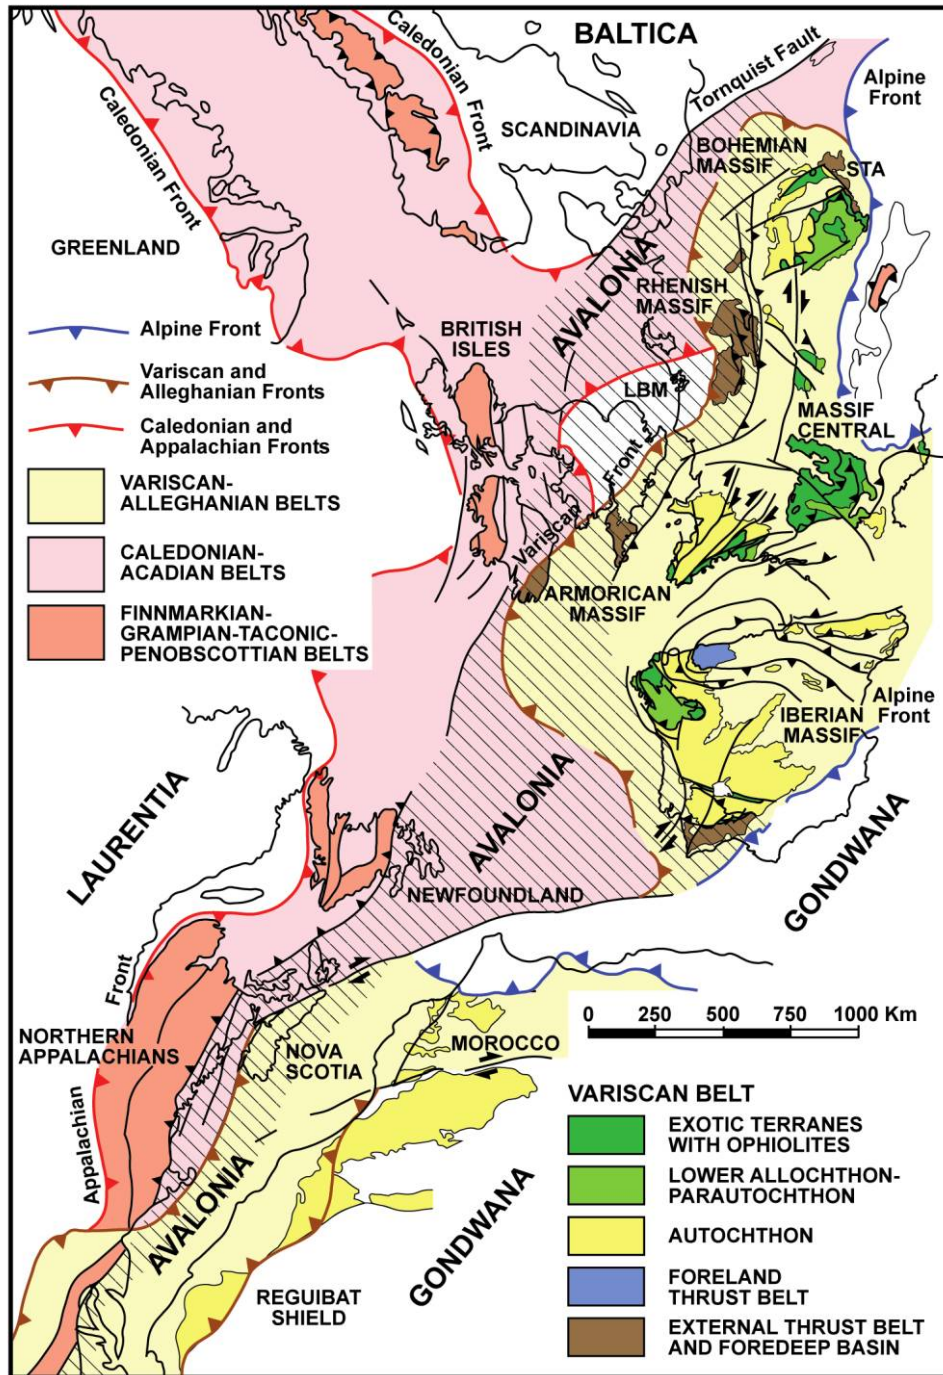 BALTICA
Caledonian
Front
Tornquist Fault
Alpine
Front
SCANDINAVIA
Caledonian Front
BOHEMIAN
MASSIF
STA
GREENLAND
AVALONIA
RHENISH
MASSIF
BRITISH
ISLES
LBM
MASSIF
CENTRAL
Variscan Front
ARMORICAN
MASSIF
Alpine Front
Variscan and
Alleghanian Fronts
Caledonian and
Appalachian Fronts
VARISCAN-
ALLEGHANIAN BELTS
CALEDONIAN-
ACADIAN BELTS
FINNMARKIAN-
GRAMPIAN-TACONIC-
PENOBSCOTTIAN BELTS
IBERIAN
MASSIF
Alpine
Front
LAURENTIA
AVALONIA
GONDWANA
NEWFOUNDLAND
Appalachian Front
NORTHERN
APPALACHIANS
NOVA
SCOTIA
MOROCCO
AVALONIA
GONDWANA
REGUIBAT
SHIELD
0 250 500 750 1000 Km
VARISCAN BELT
EXOTIC TERRANES
WITH OPHIOLITES
LOWER ALLOCHTHON-
PARAUTOCHTHON
AUTOCHTHON
FORELAND
THRUST BELT
EXTERNAL THRUST BELT
AND FOREDEEP BASIN